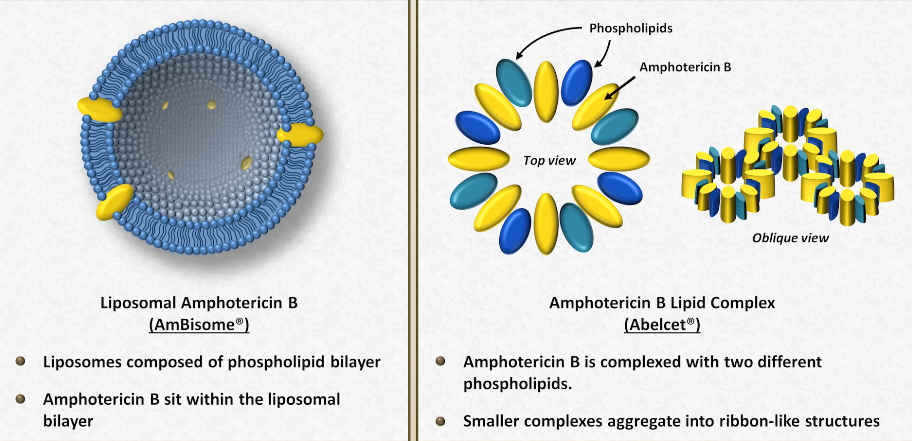 Phospholipids
Amphotericin B
Top view
Oblique view
Liposomal Amphotericin B
(AmBisome®)
Liposomes composed of phospholipid bilayer
Amphotericin B sit within the liposomal
bilayer
Amphotericin B Lipid Complex
(Abelcet®)
Amphotericin B is complexed with two different
phospholipids.
Smaller complexes aggregate into ribbon-like structures